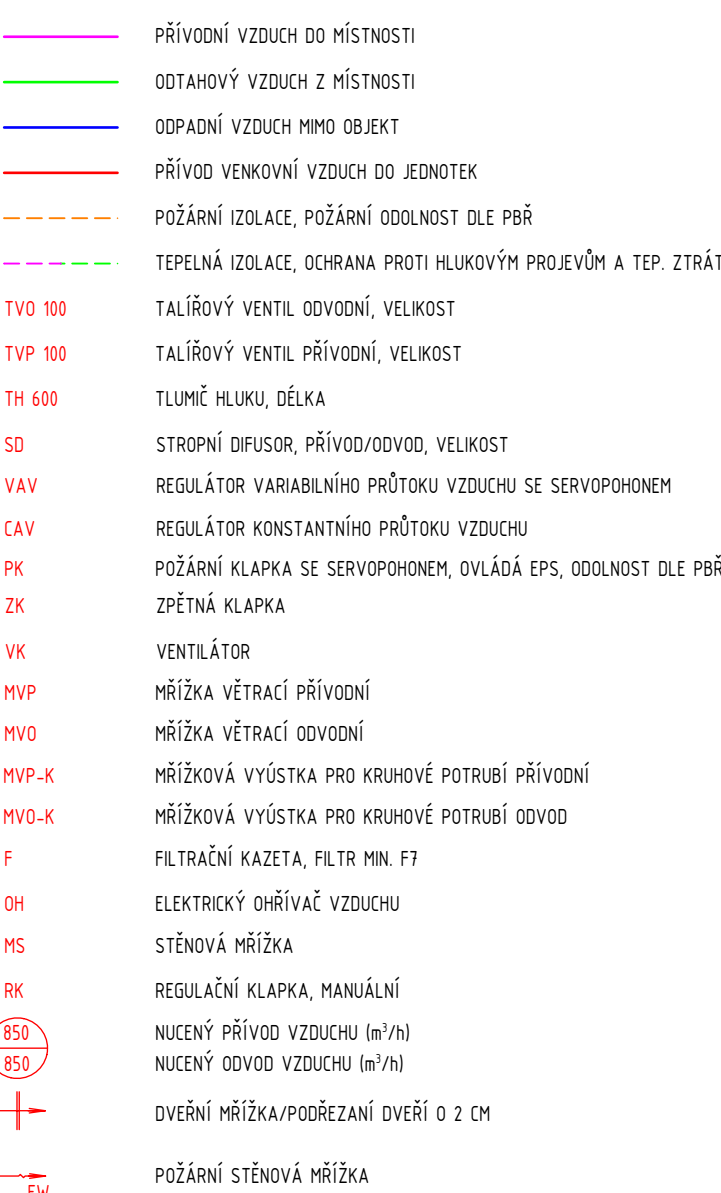 PŘÍVODNÍ VZDUCH DO MÍSTNOSTI
ODTAHOVÝ VZDUCH Z MÍSTNOSTI
ODPADNÍ VZDUCH MIMO OBJEKT
PŘÍVOD VENKOVNÍ VZDUCH DO JEDNOTEK
POŽÁRNÍ IZOLACE, POŽÁRNÍ ODOLNOST DLE PBŘ
TEPELNÁ IZOLACE, OCHRANA PROTI HLUKOVÝM PROJEVŮM A TEP. ZTRÁT
TVO 100 TALÍŘOVÝ VENTIL ODVODNÍ, VELIKOST
TVP 100 TALÍŘOVÝ VENTIL PŘÍVODNÍ, VELIKOST
TH 600 TLUMIČ HLUKU, DÉLKA
SD STROPNÍ DIFUSOR, PŘÍVOD/ODVOD, VELIKOST
VAV REGULÁTOR VARIABILNÍHO PRŮTOKU VZDUCHU SE SERVOPOHONEM
CAV REGULÁTOR KONSTANTNÍHO PRŮTOKU VZDUCHU
PK POŽÁRNÍ KLAPKA SE SERVOPOHONEM, OVLÁDÁ EPS, ODOLNOST DLE PBŘ
ZK ZPĚTNÁ KLAPKA
VK VENTILÁTOR
MVP MŘÍŽKA VĚTRACÍ PŘÍVODNÍ
MVO MŘÍŽKA VĚTRACÍ ODVODNÍ
MVP-K MŘÍŽKOVÁ VYÚSTKA PRO KRUHOVÉ POTRUBÍ PŘÍVODNÍ
MVO-K MŘÍŽKOVÁ VYÚSTKA PRO KRUHOVÉ POTRUBÍ ODVOD
F FILTRAČNÍ KAZETA, FILTR MIN. F7
OH ELEKTRICKÝ OHŘÍVAČ VZDUCHU
MS STĚNOVÁ MŘÍŽKA
RK REGULAČNÍ KLAPKA, MANUÁLNÍ
850 NUCENÝ PŘÍVOD VZDUCHU (m³/h)
850 NUCENÝ ODVOD VZDUCHU (m³/h)
DVEŘNÍ MŘÍŽKA/PODŘEZANÍ DVEŘÍ O 2 CM
POŽÁRNÍ STĚNOVÁ MŘÍŽKA
EW